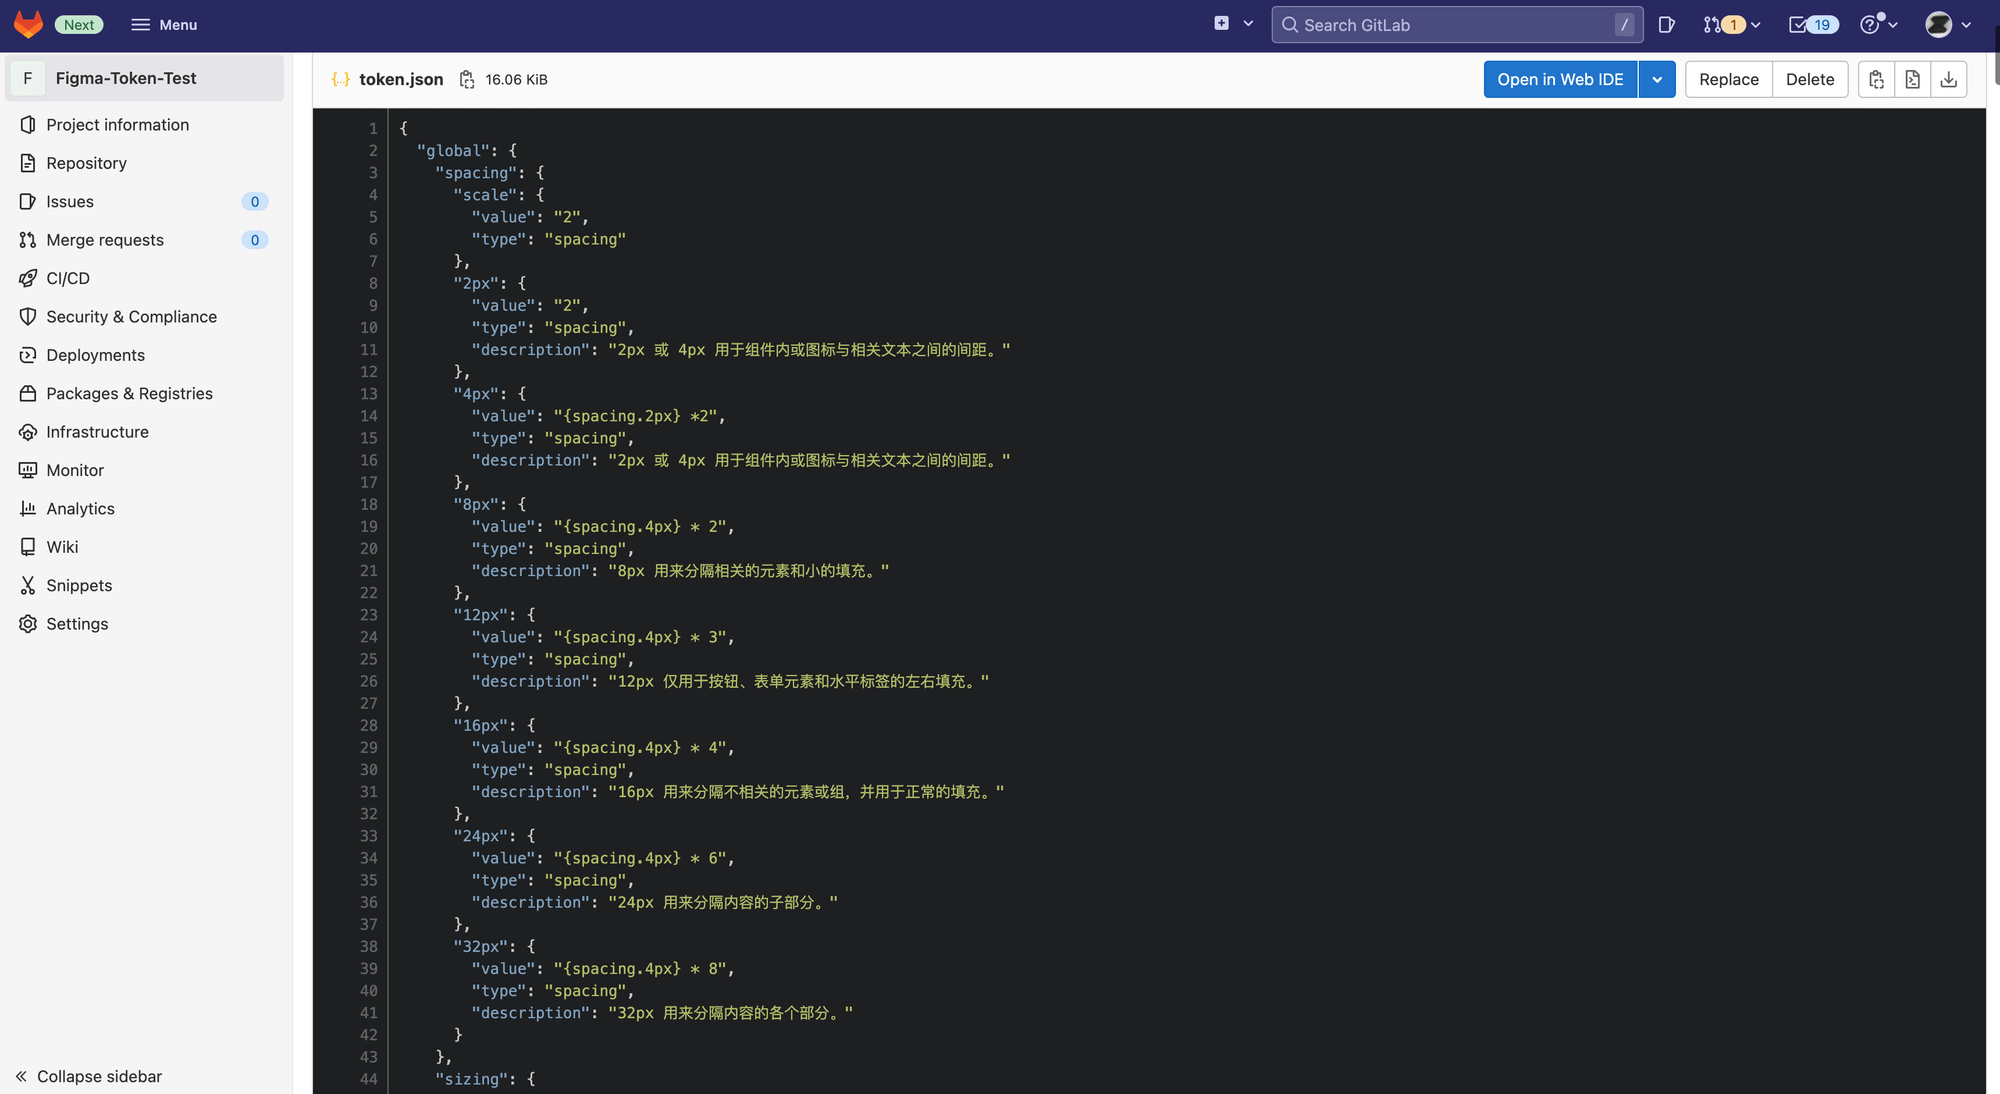 Next
Menu
Search GitLab
/
1
19
F
Figma-Token-Test
Project information
Repository
Issues
0
Merge requests
0
CI/CD
Security & Compliance
Deployments
Packages & Registries
Infrastructure
Monitor
Analytics
Wiki
Snippets
Settings
Collapse sidebar
{..} token.json 16.06 KiB
Open in Web IDE
Replace
Delete
1 {
2 "global": {
3 "spacing": {
4 "scale": {
5 "value": "2",
6 "type": "spacing"
7 },
8 "2px": {
9 "value": "2",
10 "type": "spacing",
11 "description": "2px 或 4px 用于组件内或图标与相关文本之间的间距。"
12 },
13 "4px": {
14 "value": "{spacing.2px} *2",
15 "type": "spacing",
16 "description": "2px 或 4px 用于组件内或图标与相关文本之间的间距。"
17 },
18 "8px": {
19 "value": "{spacing.4px} * 2",
20 "type": "spacing",
21 "description": "8px 用来分隔相关的元素和小的填充。"
22 },
23 "12px": {
24 "value": "{spacing.4px} * 3",
25 "type": "spacing",
26 "description": "12px 仅用于按钮、表单元素和水平标签的左右填充。"
27 },
28 "16px": {
29 "value": "{spacing.4px} * 4",
30 "type": "spacing",
31 "description": "16px 用来分隔不相关的元素或组，并用于正常的填充。"
32 },
33 "24px": {
34 "value": "{spacing.4px} * 6",
35 "type": "spacing",
36 "description": "24px 用来分隔内容的子部分。"
37 },
38 "32px": {
39 "value": "{spacing.4px} * 8",
40 "type": "spacing",
41 "description": "32px 用来分隔内容的各个部分。"
42 }
43 },
44 "sizing": {